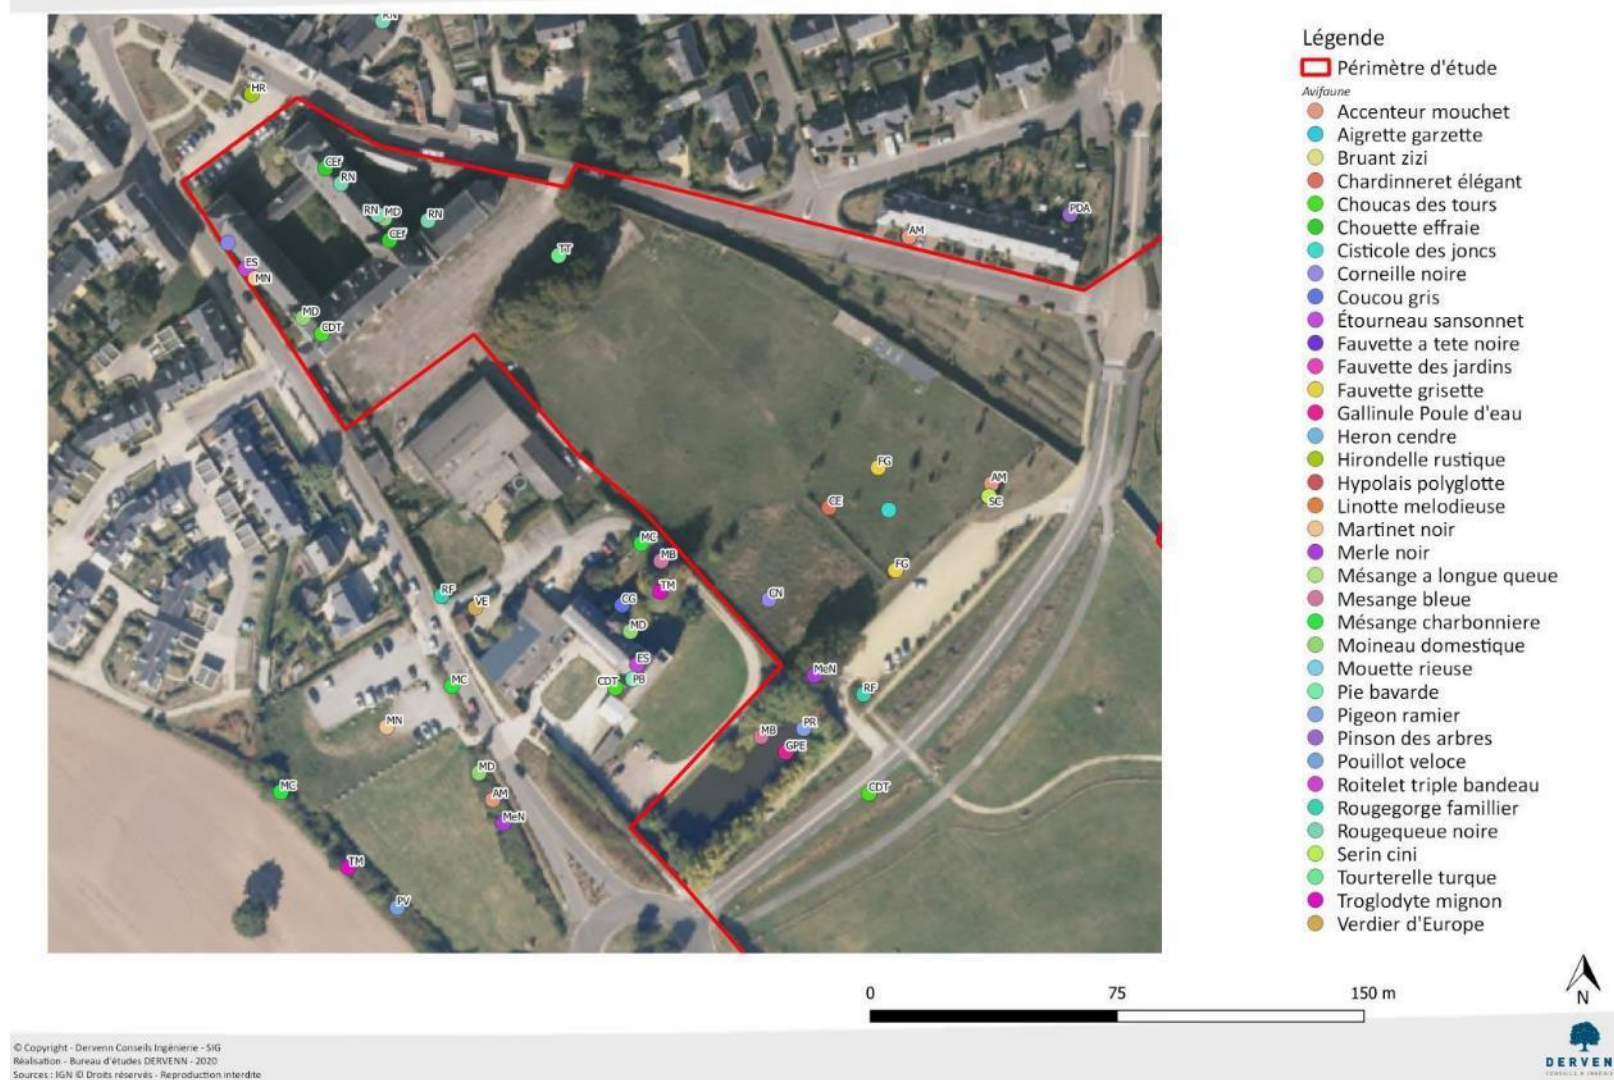 RN
HR
CEf
RN
RN
MD
RN
CEf
PDA
AM
TT
ES
MN
MD
CDT
FG
AM
SC
CE
MC
MB
FG
TM
RF
VE
CG
CN
MD
ES
MeN
PB
CDT
MC
RF
MN
MB
PR
GPE
MD
MC
CDT
AM
MeN
TM
PV
Légende
Périmètre d'étude
Avifaune
Accenteur mouchet
Aigrette garzette
Bruant zizi
Chardinneret élégant
Choucas des tours
Chouette effraie
Cisticole des joncs
Corneille noire
Coucou gris
Étourneau sansonnet
Fauvette a tete noire
Fauvette des jardins
Fauvette grisette
Gallinule Poule d'eau
Heron cendre
Hirondelle rustique
Hypolais polyglotte
Linotte melodieuse
Martinet noir
Merle noir
Mésange a longue queue
Mesange bleue
Mésange charbonniere
Moineau domestique
Mouette rieuse
Pie bavarde
Pigeon ramier
Pinson des arbres
Pouillot veloce
Roitelet triple bandeau
Rougegorge famillier
Rougequeue noire
Serin cini
Tourterelle turque
Troglodyte mignon
Verdier d'Europe
0 75 150 m
N
© Copyright - Dervenn Conseils Ingénierie - SIG
Réalisation - Bureau d'études DERVENN - 2020
Sources : IGN © Droits réservés - Reproduction interdite
DERVEN